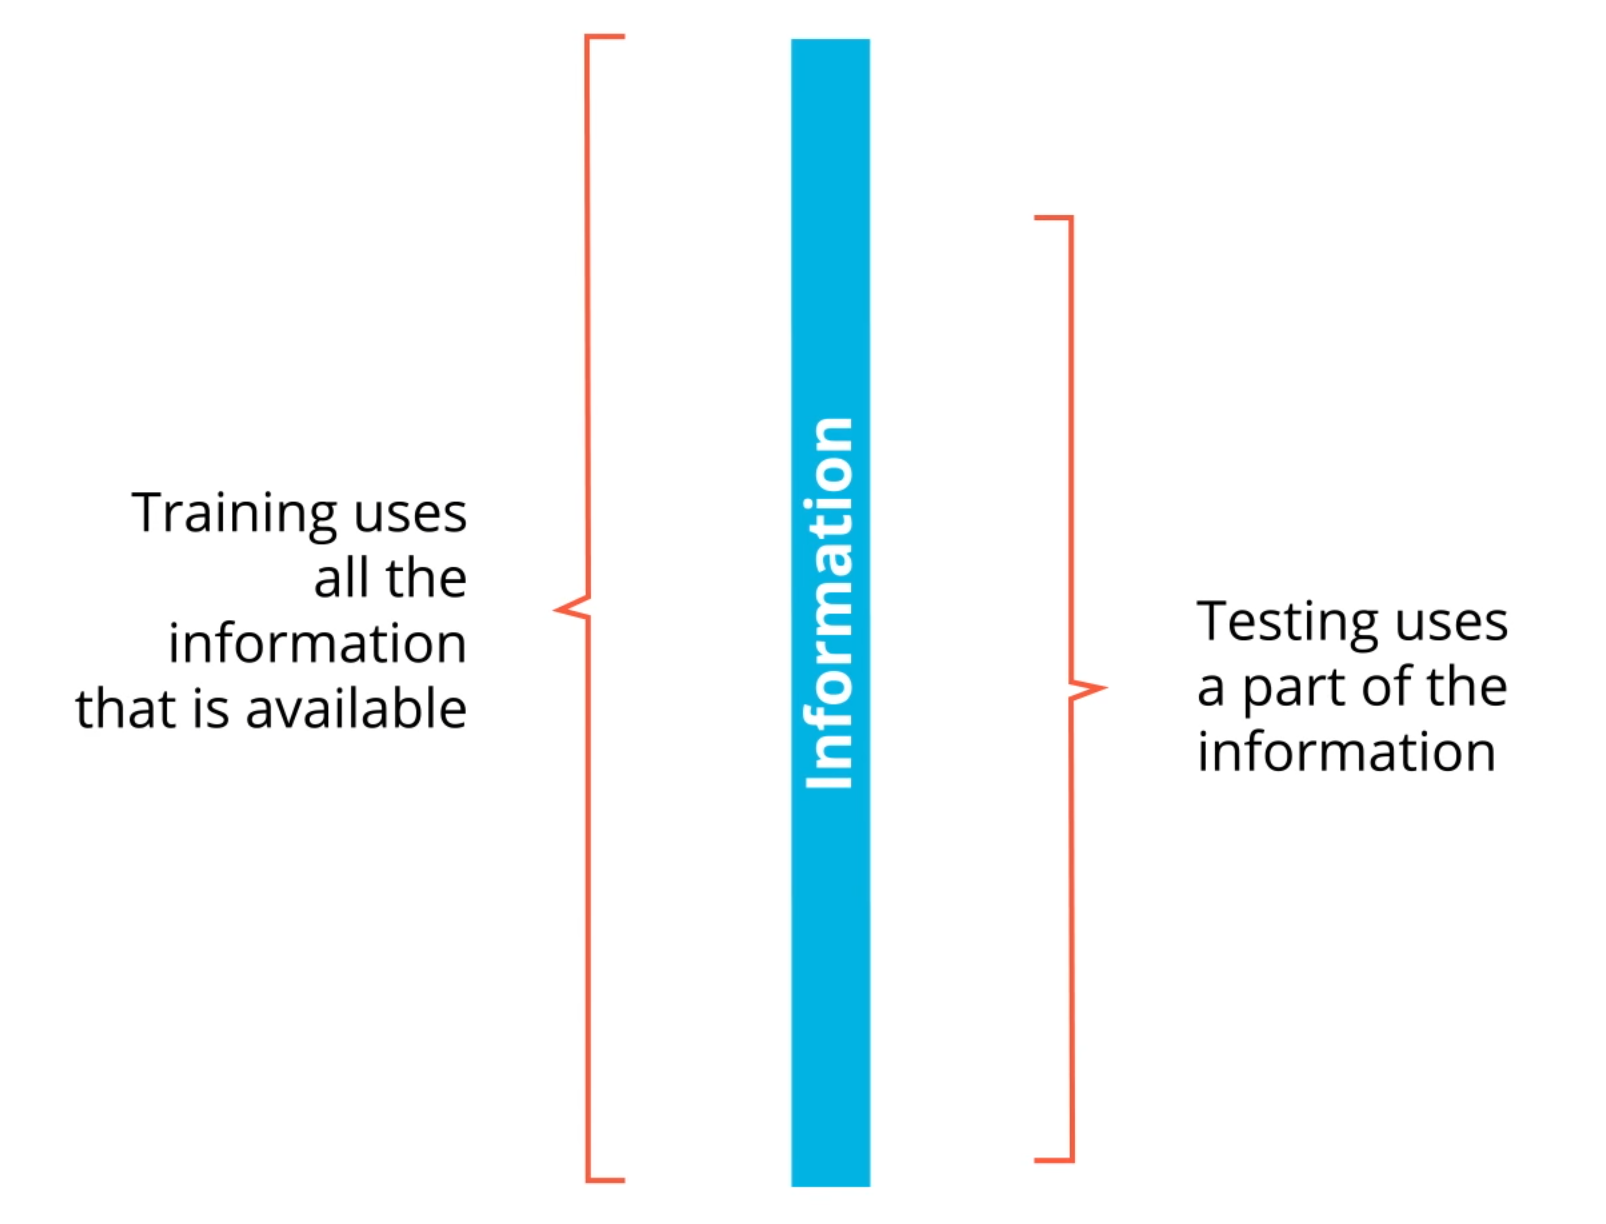 Training uses
all the
information
that is available
Information
Testing uses
a part of the
information